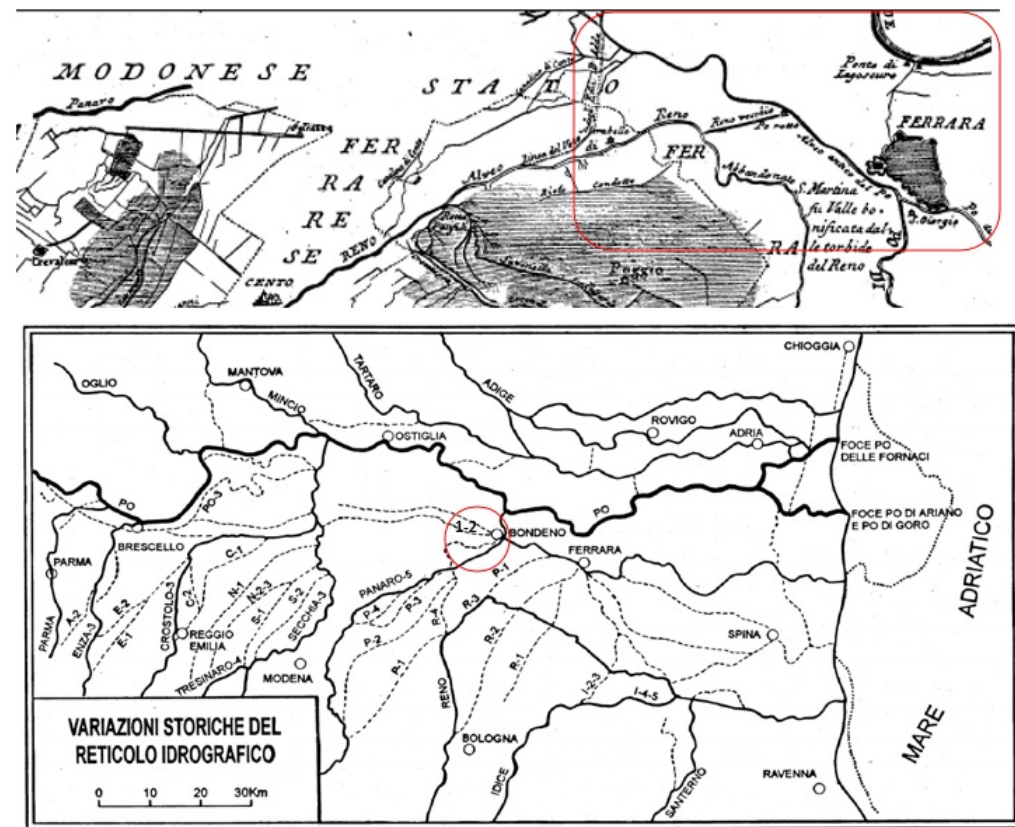 MODONESE
Panaro
STATO
Ponte di
Lagoscuro
FERRARA
FER
RA
RE
SE
Alveo
RENO
Reno
Reno vecchio
Po rotto
FER
RA
Abbandonato
S. Martina
fu Valle bo-
nificata dal-
le torbide
del Reno
S. Giorgio
Poggio
CENTO
CHIOGGIA
OGLIO
MANTOVA
MINCIO
TARTARO
ADIGE
ROVIGO
ADRIA
OSTIGLIA
FOCE PO
DELLE FORNACI
PO
PO-3
PO
FOCE PO DI ARIANO
E PO DI GORO
BRESCELLO
1-2
BONDENO
FERRARA
PARMA
PARMA
A-2
ENZA-3
E-2
E-1
CROSTOLO-3
C-1
C-2
N-1
N-2-3
S-1
S-2
SECCHIA-3
REGGIO
EMILIA
TRESINARO-4
MODENA
PANARO-5
P-4
P-3
P-2
P-1
R-4
R-3
R-2
R-1
R-1
SPINA
RENO
I-2-3
I-4-5
BOLOGNA
IDICE
SANTERNO
RAVENNA
MARE
ADRIATICO
VARIAZIONI STORICHE DEL
RETICOLO IDROGRAFICO
0 10 20 30Km